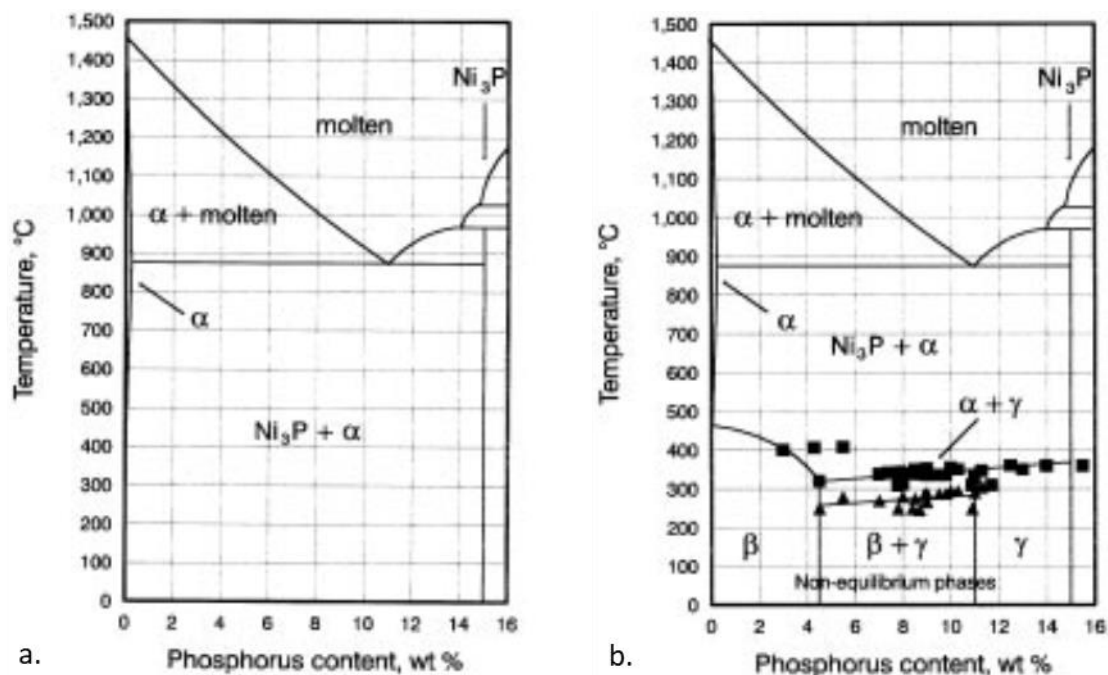 1,500
1,400
1,300
1,200
1,100
1,000
900
800
700
600
500
400
300
200
100
0
Temperature, °C
Ni₃P
molten
α + molten
α
Ni₃P + α
0 2 4 6 8 10 12 14 16
Phosphorus content, wt %
a.
1,500
1,400
1,300
1,200
1,100
1,000
900
800
700
600
500
400
300
200
100
0
Temperature, °C
Ni₃P
molten
α + molten
α
Ni₃P + α
α + γ
β
β + γ
γ
Non-equilibrium phases
0 2 4 6 8 10 12 14 16
Phosphorus content, wt %
b.